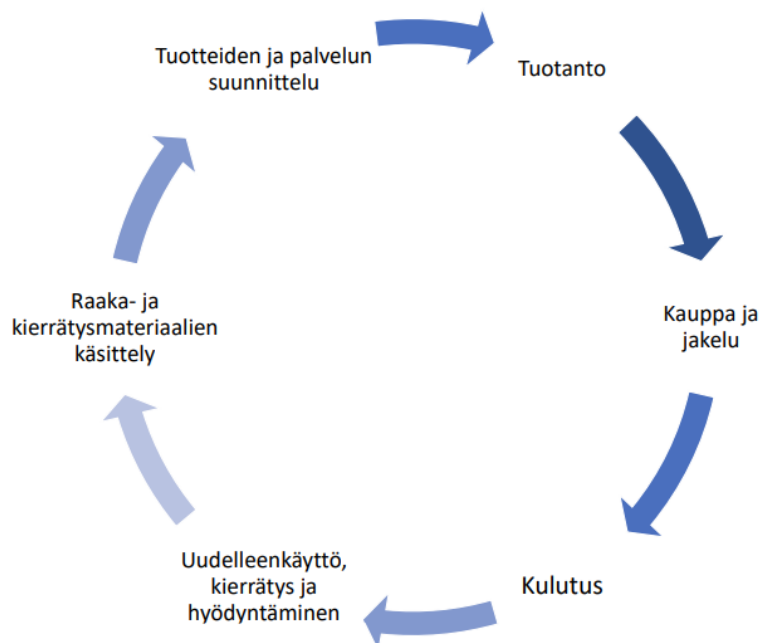 Tuotteiden ja palvelun
suunnittelu
Tuotanto
Kauppa ja
jakelu
Kulutus
Uudelleenkäyttö,
kierrätys ja
hyödyntäminen
Raaka- ja
kierrätysmateriaalien
käsittely